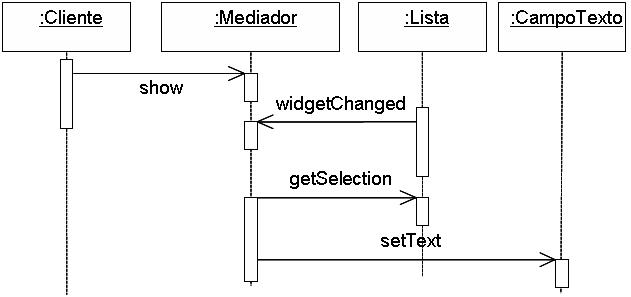 :Cliente
:Mediador
:Lista
:CampoTexto
show
widgetChanged
getSelection
setText